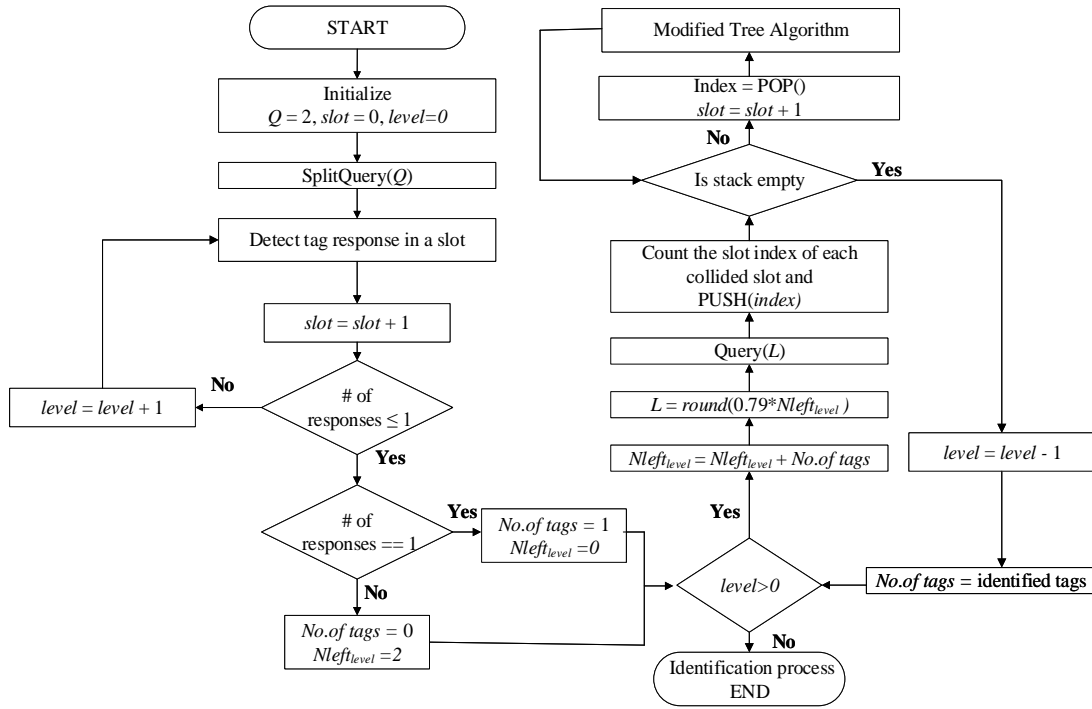 START
Initialize
Q = 2, slot = 0, level=0
SplitQuery(Q)
Detect tag response in a slot
slot = slot + 1
# of
responses ≤ 1
No
level = level + 1
Yes
# of
responses == 1
Yes
No.of tags = 1
Nleft_level =0
No
No.of tags = 0
Nleft_level =2
Modified Tree Algorithm
Index = POP()
slot = slot + 1
No
Is stack empty
Yes
Count the slot index of each
collided slot and
PUSH(index)
Query(L)
L = round(0.79*Nleft_level )
Nleft_level = Nleft_level + No.of tags
level = level - 1
Yes
level>0
No.of tags = identified tags
No
Identification process
END